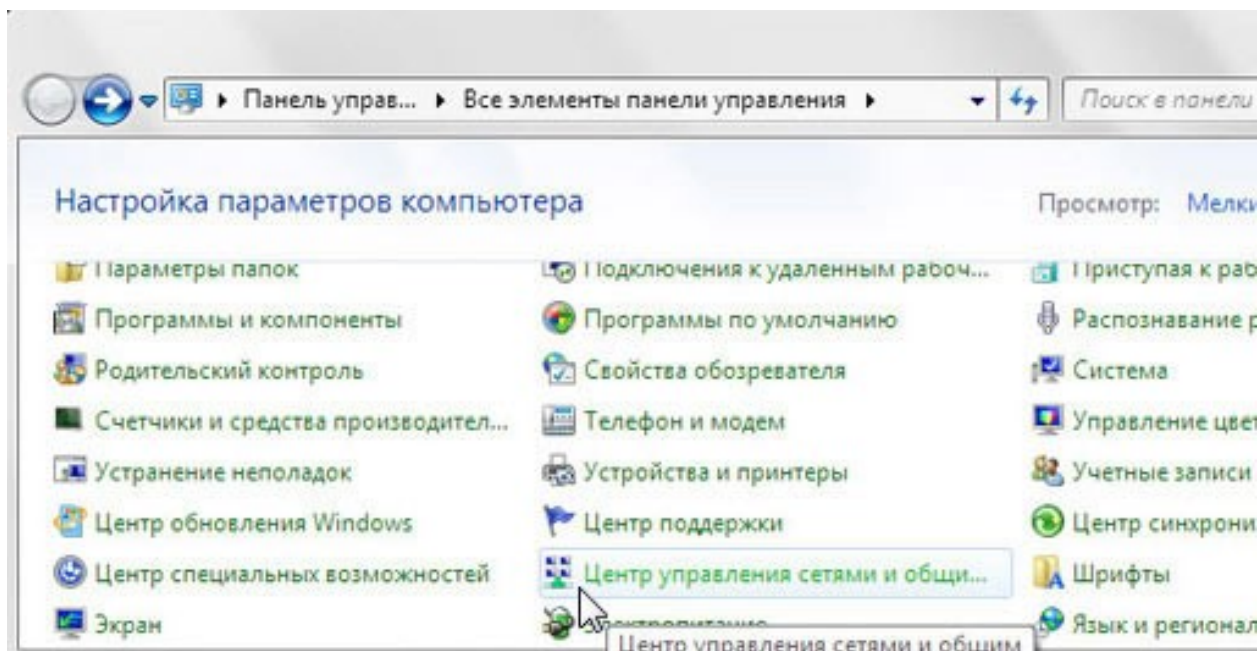 Панель управ... Все элементы панели управления Поиск в панели
Настройка параметров компьютера Просмотр: Мелки
Параметры папок Подключения к удаленным рабоч... Приступая к раб
Программы и компоненты Программы по умолчанию Распознавание р
Родительский контроль Свойства обозревателя Система
Счетчики и средства производител... Телефон и модем Управление цвет
Устранение неполадок Устройства и принтеры Учетные записи
Центр обновления Windows Центр поддержки Центр синхрони
Центр специальных возможностей Центр управления сетями и общи... Шрифты
Экран Электропитание Язык и регионал
Центр управления сетями и общим